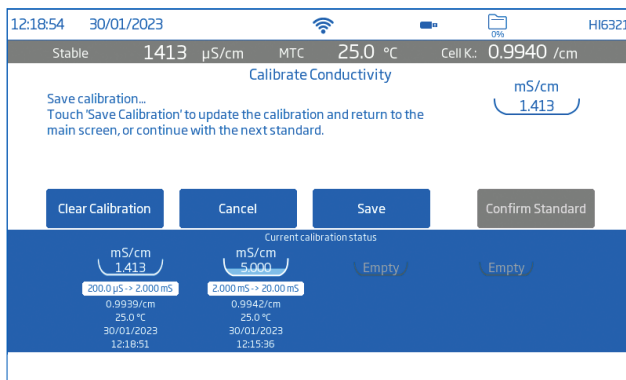 12:18:54 30/01/2023 0% HI6321
Stable 1413 µS/cm MTC 25.0 °C Cell K.: 0.9940 /cm
Calibrate Conductivity
Save calibration...
Touch 'Save Calibration' to update the calibration and return to the
main screen, or continue with the next standard.
mS/cm
1.413
Clear Calibration Cancel Save Confirm Standard
Current calibration status
mS/cm mS/cm
1.413 5.000 Empty Empty
200.0 µS -> 2.000 mS 2.000 mS -> 20.00 mS
0.9939/cm 0.9942/cm
25.0 °C 25.0 °C
30/01/2023 30/01/2023
12:18:51 12:15:36